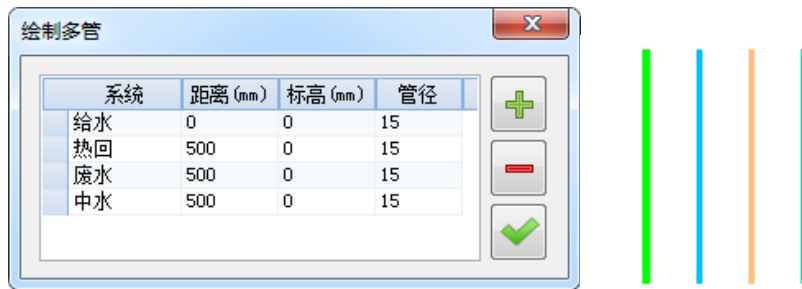 绘制多管
系统 距离(mm) 标高(mm) 管径
给水 0 0 15
热回 500 0 15
废水 500 0 15
中水 500 0 15